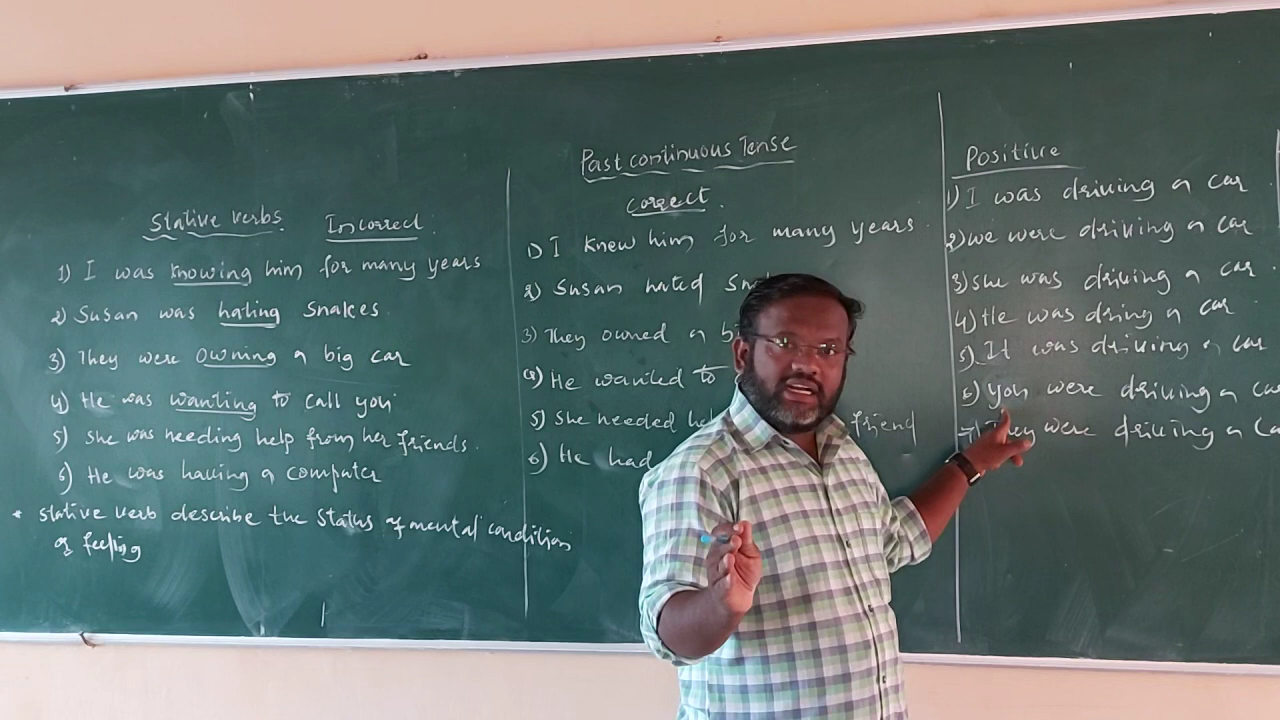 Stative verbs. Incorrect.
1) I was knowing him for many years
2) Susan was hating snakes.
3) They were owning a big car
4) He was wanting to call you
5) She was needing help from her friends.
6) He was having a computer
* Stative verb describe the status of mental condition
or feeling
Past continuous Tense
correct.
1) I knew him for many years.
2) Susan hated
3) They owned a
4) He wanted to
5) She needed friend
6) He had
Positive
1) I was driving a car
2) we were driving a car
3) She was driving a car.
4) He was dring a car
5) It was driving a car
6) you were driving a
7) They were driving a